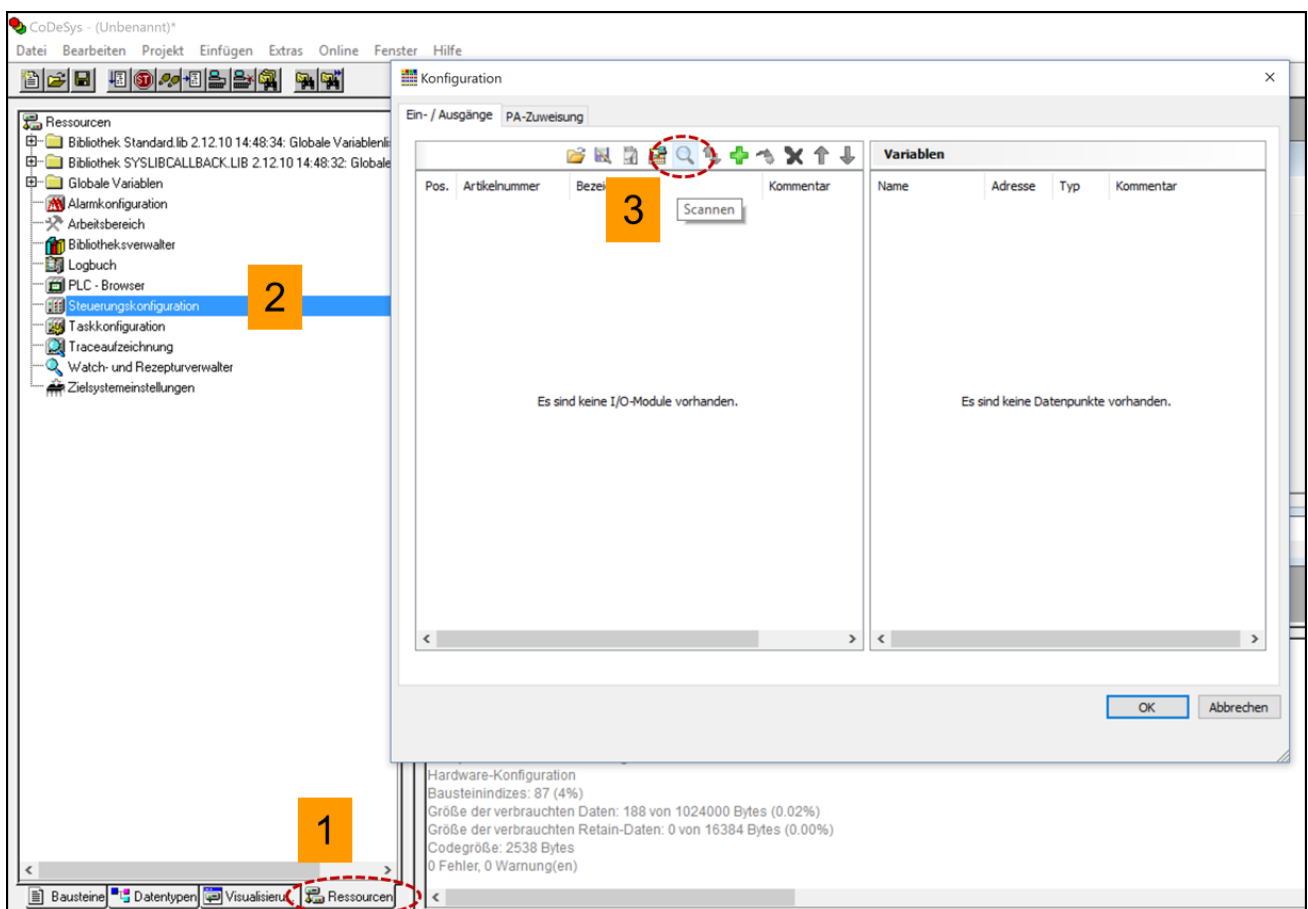 CoDeSys - (Unbenannt)*
Datei Bearbeiten Projekt Einfügen Extras Online Fenster Hilfe
Ressourcen
Bibliothek Standard.lib 2.12.10 14:48:34: Globale Variablenli
Bibliothek SYSLIBCALLBACK.LIB 2.12.10 14:48:32: Globale
Globale Variablen
Alarmkonfiguration
Arbeitsbereich
Bibliotheksverwalter
Logbuch
PLC - Browser
Steuerungskonfiguration
2
Taskkonfiguration
Traceaufzeichnung
Watch- und Rezepturverwalter
Zielsystemeinstellungen
1
Bausteine Datentypen Visualisieru Ressourcen
Konfiguration
Ein- / Ausgänge PA-Zuweisung
Pos. Artikelnummer Bezei Kommentar
3
Scannen
Es sind keine I/O-Module vorhanden.
Variablen
Name Adresse Typ Kommentar
Es sind keine Datenpunkte vorhanden.
OK Abbrechen
Hardware-Konfiguration
Bausteinindizes: 87 (4%)
Größe der verbrauchten Daten: 188 von 1024000 Bytes (0.02%)
Größe der verbrauchten Retain-Daten: 0 von 16384 Bytes (0.00%)
Codegröße: 2538 Bytes
0 Fehler, 0 Warnung(en)